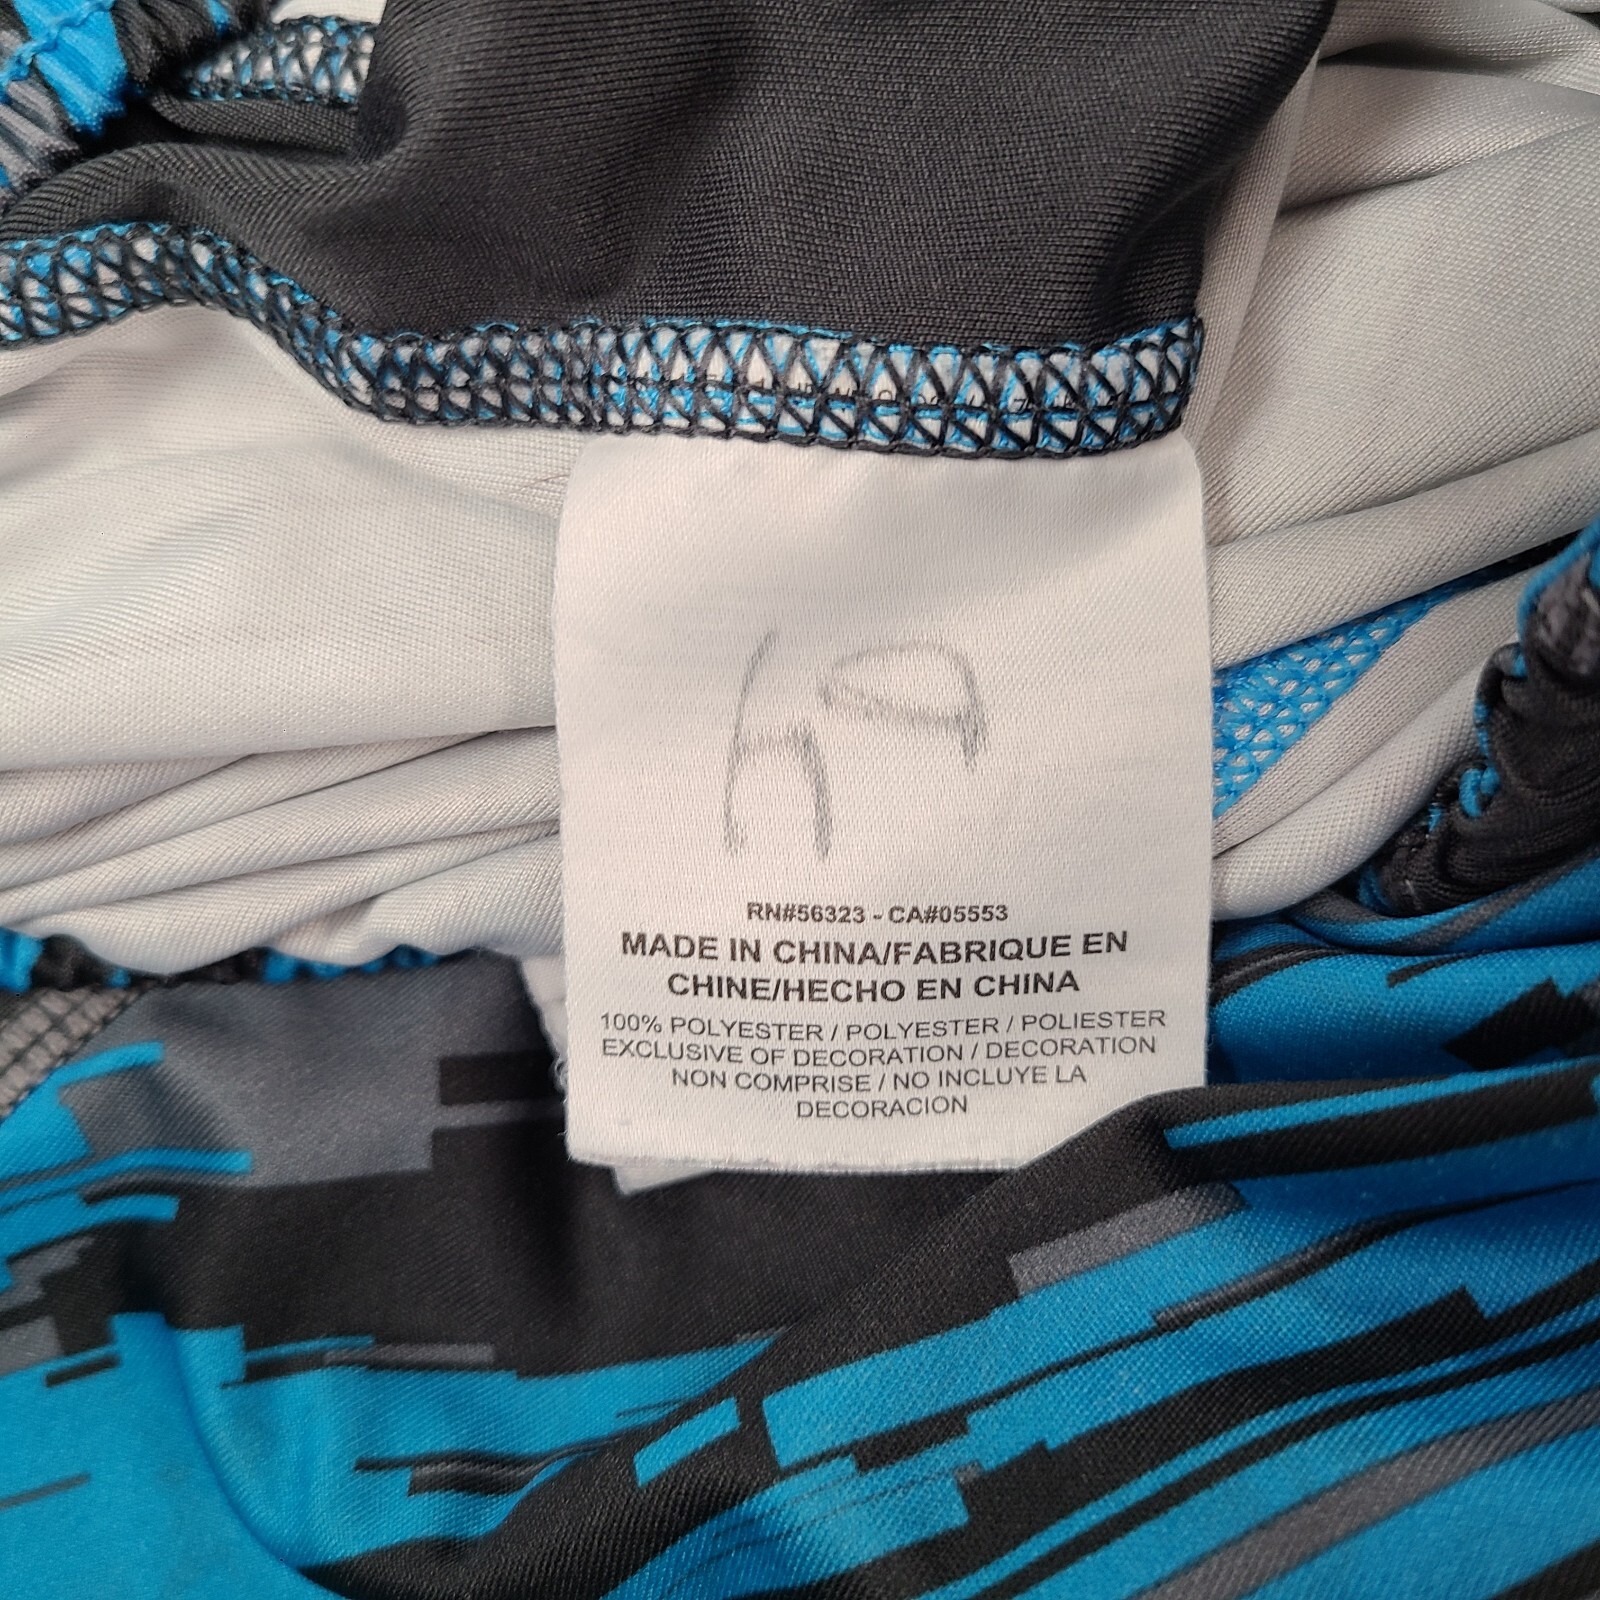 RN#56323 - CA#05553
MADE IN CHINA/FABRIQUE EN
CHINE/HECHO EN CHINA
100% POLYESTER / POLYESTER / POLIESTER
EXCLUSIVE OF DECORATION / DECORATION
NON COMPRISE / NO INCLUYE LA
DECORACION